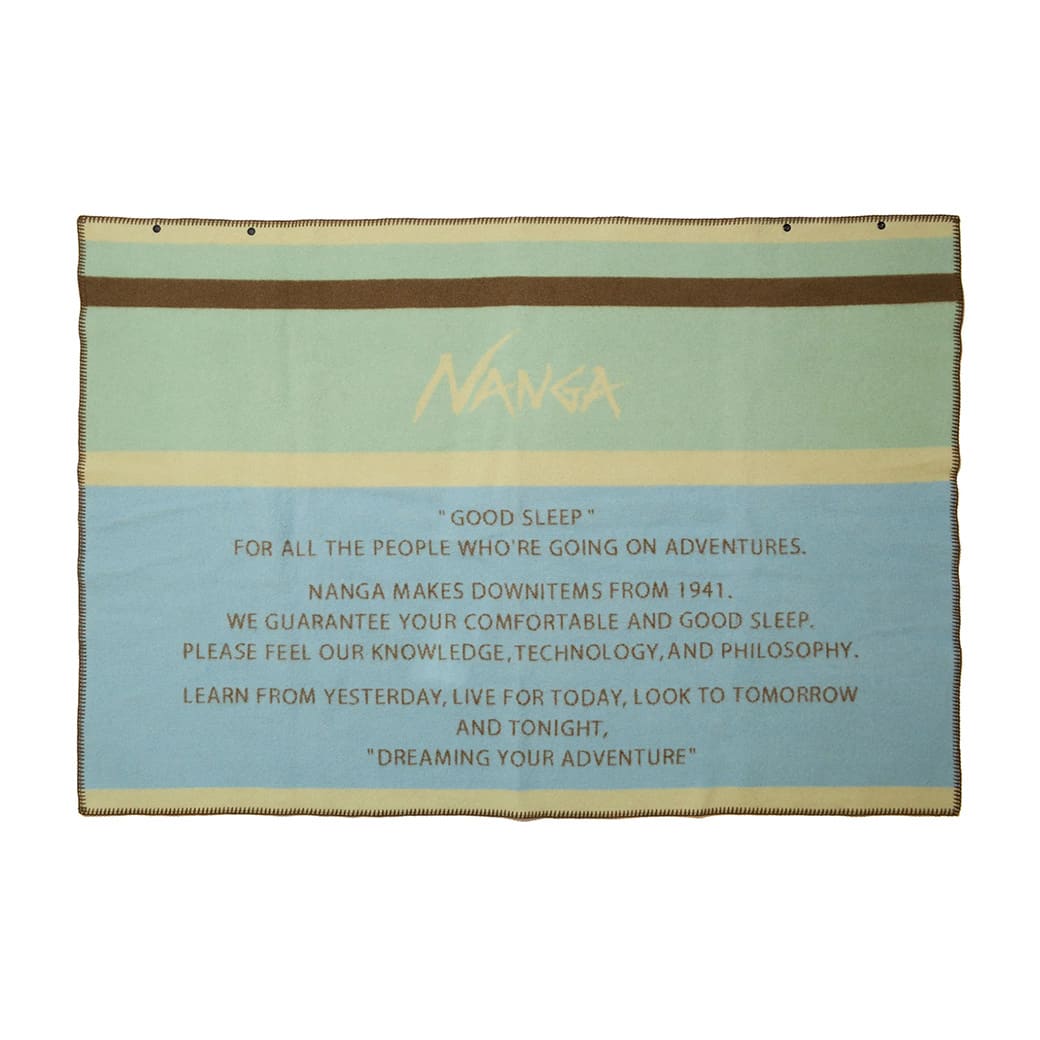 NANGA
"GOOD SLEEP"
FOR ALL THE PEOPLE WHO'RE GOING ON ADVENTURES.
NANGA MAKES DOWNITEMS FROM 1941.
WE GUARANTEE YOUR COMFORTABLE AND GOOD SLEEP.
PLEASE FEEL OUR KNOWLEDGE, TECHNOLOGY, AND PHILOSOPHY.
LEARN FROM YESTERDAY, LIVE FOR TODAY, LOOK TO TOMORROW
AND TONIGHT,
"DREAMING YOUR ADVENTURE"